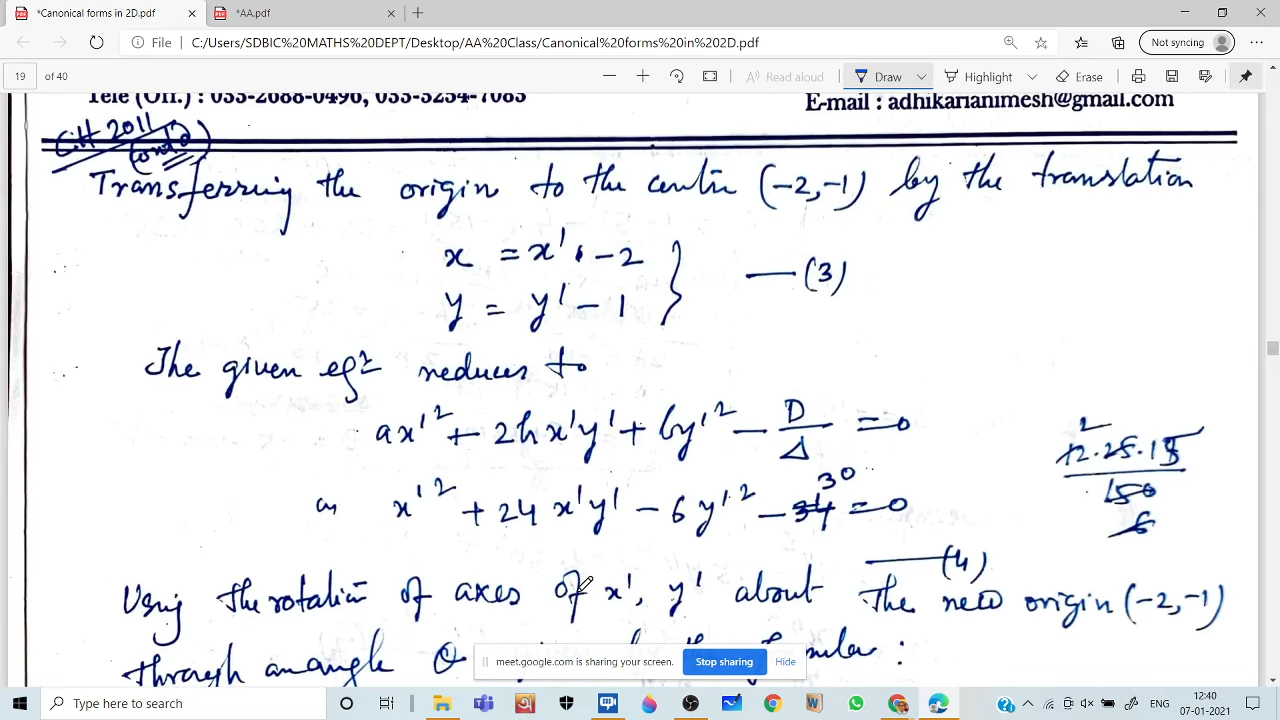 *Canonical forms in 2D.pdf
*AA.pdf
File | C:/Users/SDBIC%20MATHS%20DEPT/Desktop/AA%20Class/Canonical%20forms%20in%202D.pdf
Not syncing
19 of 40
Read aloud
Draw
Highlight
Erase
Tele (Off.) : 033-2688-0496, 033-3254-7083
E-mail : adhikarianimesh@gmail.com
C.H 2011
(contd)
Transferring the origin to the centre (-2,-1) by the translation
x = x' - 2
y = y' - 1 } —(3)
The given eqn reduces to
ax'² + 2hx'y' + by'² - D/Δ = 0
x'² + 24 x'y' - 6y'² - 30 = 0
—(4)
Using the rotation of axes of x', y' about the new origin (-2,-1)
through an angle θ
meet.google.com is sharing your screen.
Stop sharing
Hide
Type here to search
ENG
12:40
07-01-2021